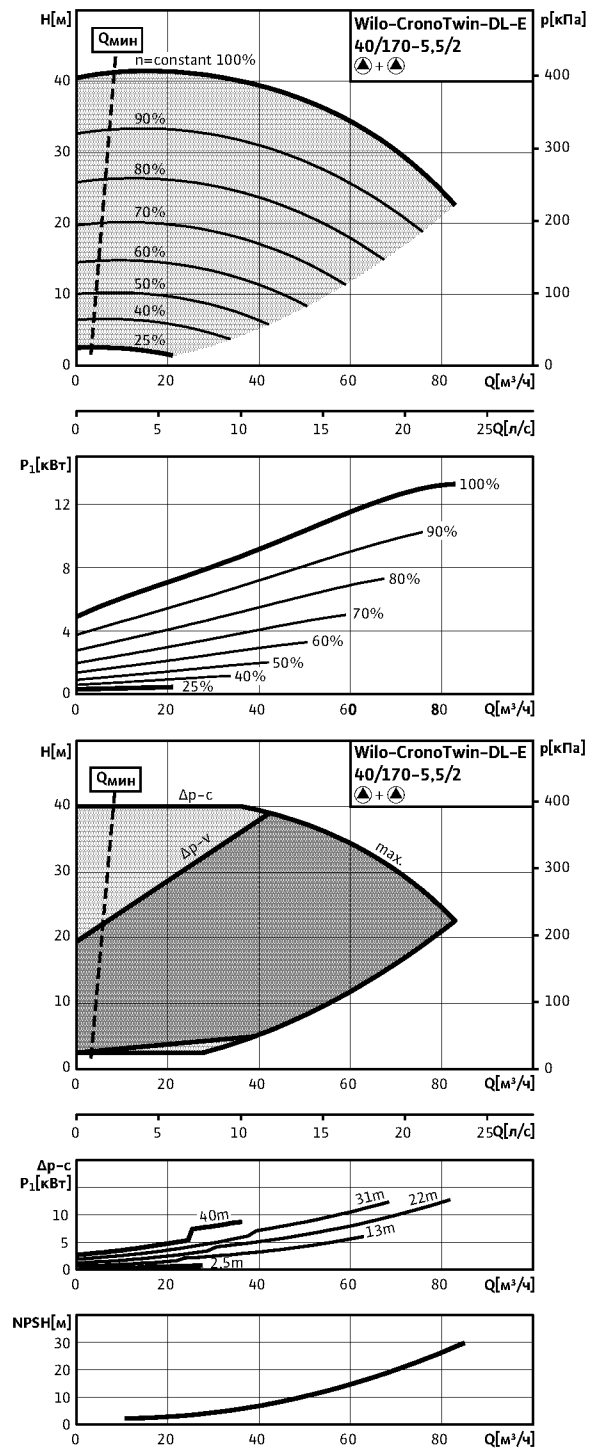 H[м]
p[кПа]
Qмин
n=constant 100%
Wilo-CronoTwin-DL-E
40/170-5,5/2
+
40
400
90%
30
300
80%
20
200
70%
60%
50%
10
100
40%
25%
0
0
0 20 40 60 80 Q[м³/ч]
0 5 10 15 20 25Q[л/с]
P₁[кВт]
12
100%
90%
8
80%
70%
4
60%
50%
40%
25%
0
0 20 40 60 80 Q[м³/ч]
H[м]
p[кПа]
Qмин
Δp-c
Wilo-CronoTwin-DL-E
40/170-5,5/2
+
40
400
Δp-v
max.
30
300
20
200
10
100
0
0
0 20 40 60 80 Q[м³/ч]
0 5 10 15 20 25Q[л/с]
Δp-c
P₁[кВт]
40m
31m
22m
10
13m
5
2,5m
0
0 20 40 60 80 Q[м³/ч]
NPSH[м]
30
20
10
0
0 20 40 60 80 Q[м³/ч]